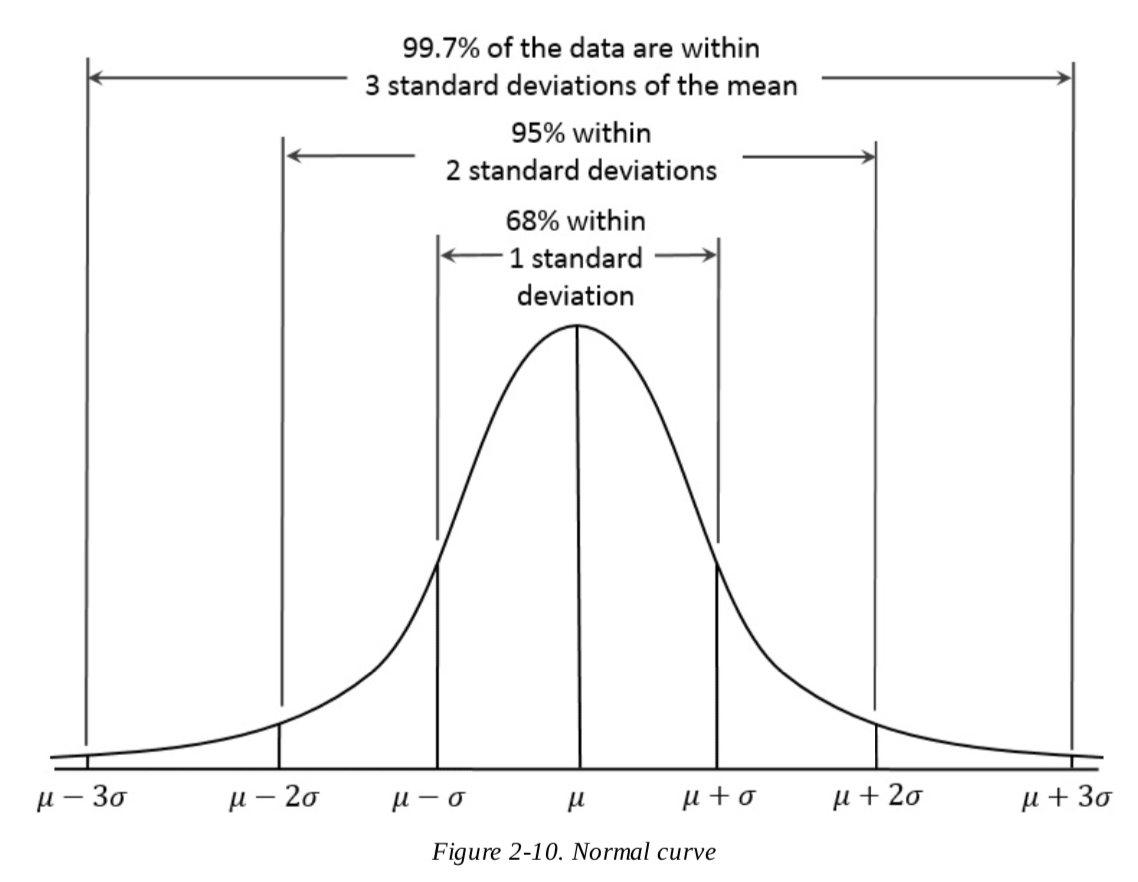 99.7% of the data are within
3 standard deviations of the mean
95% within
2 standard deviations
68% within
1 standard
deviation
μ − 3σ μ − 2σ μ − σ μ μ + σ μ + 2σ μ + 3σ
Figure 2-10. Normal curve